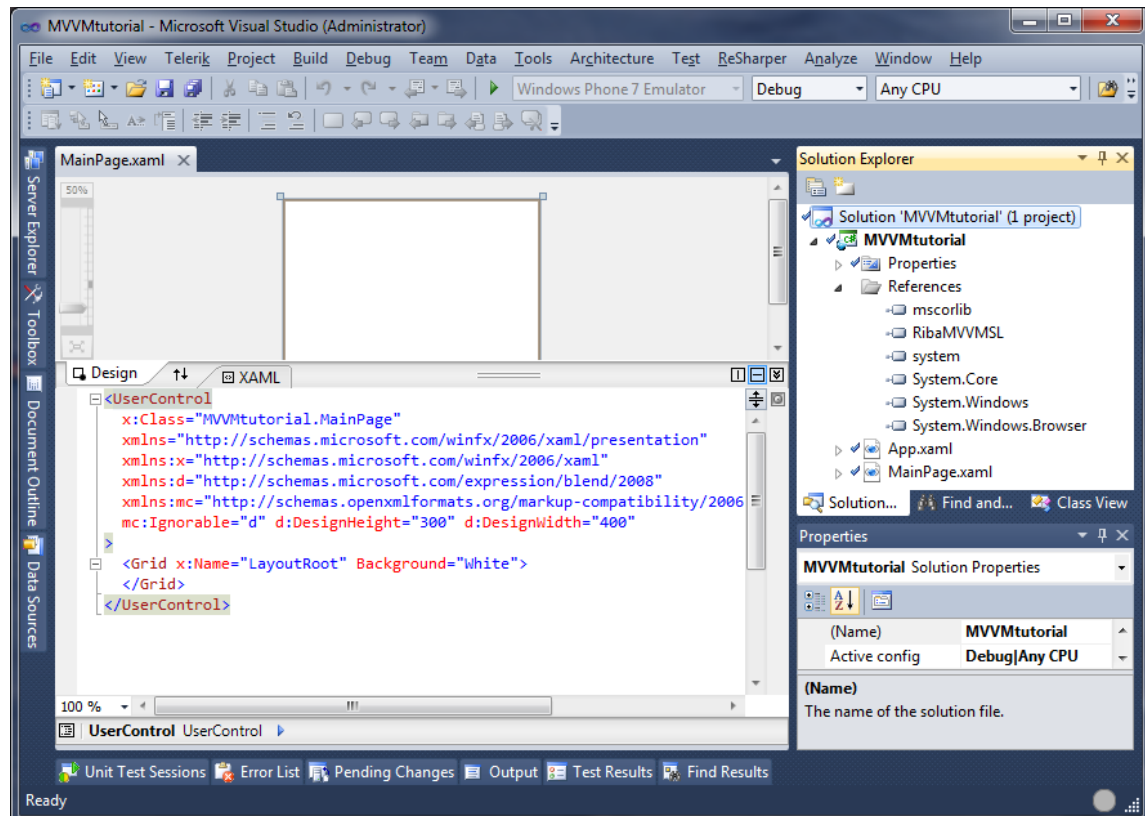 MVVMtutorial - Microsoft Visual Studio (Administrator)
File Edit View Telerik Project Build Debug Team Data Tools Architecture Test ReSharper Analyze Window Help
Windows Phone 7 Emulator Debug Any CPU
Server Explorer
Toolbox
Document Outline
Data Sources
MainPage.xaml
50%
Design XAML
<UserControl
x:Class="MVVMtutorial.MainPage"
xmlns="http://schemas.microsoft.com/winfx/2006/xaml/presentation"
xmlns:x="http://schemas.microsoft.com/winfx/2006/xaml"
xmlns:d="http://schemas.microsoft.com/expression/blend/2008"
xmlns:mc="http://schemas.openxmlformats.org/markup-compatibility/2006
mc:Ignorable="d" d:DesignHeight="300" d:DesignWidth="400"
>
<Grid x:Name="LayoutRoot" Background="White">
</Grid>
</UserControl>
100 %
UserControl UserControl
Solution Explorer
Solution 'MVVMtutorial' (1 project)
MVVMtutorial
Properties
References
mscorlib
RibaMVVMSL
system
System.Core
System.Windows
System.Windows.Browser
App.xaml
MainPage.xaml
Solution... Find and... Class View
Properties
MVVMtutorial Solution Properties
(Name) MVVMtutorial
Active config Debug|Any CPU
(Name)
The name of the solution file.
Unit Test Sessions Error List Pending Changes Output Test Results Find Results
Ready